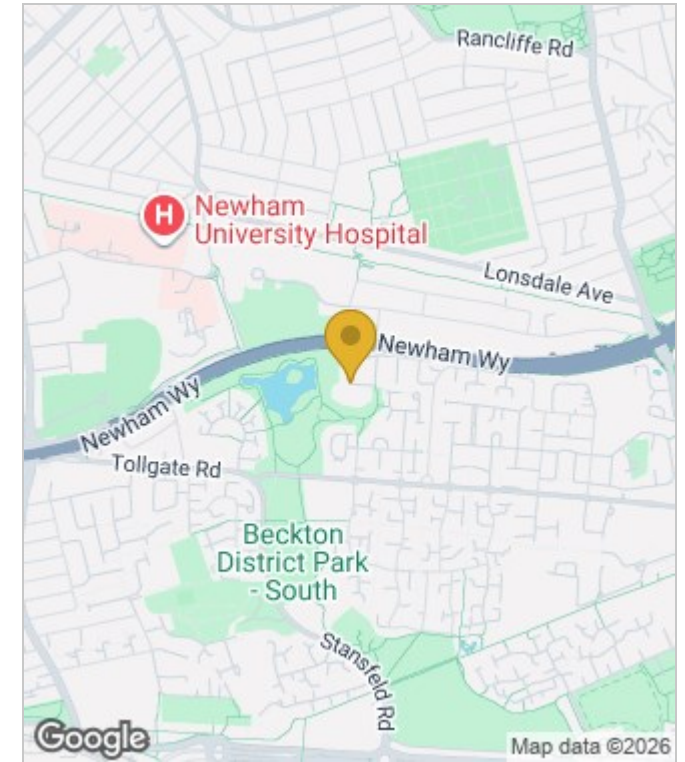 Rancliffe Rd
H
Newham
University Hospital
Lonsdale Ave
Newham Wy
Newham Wy
Tollgate Rd
Beckton
District Park
- South
Stansfeld Rd
Google
Map data ©2026